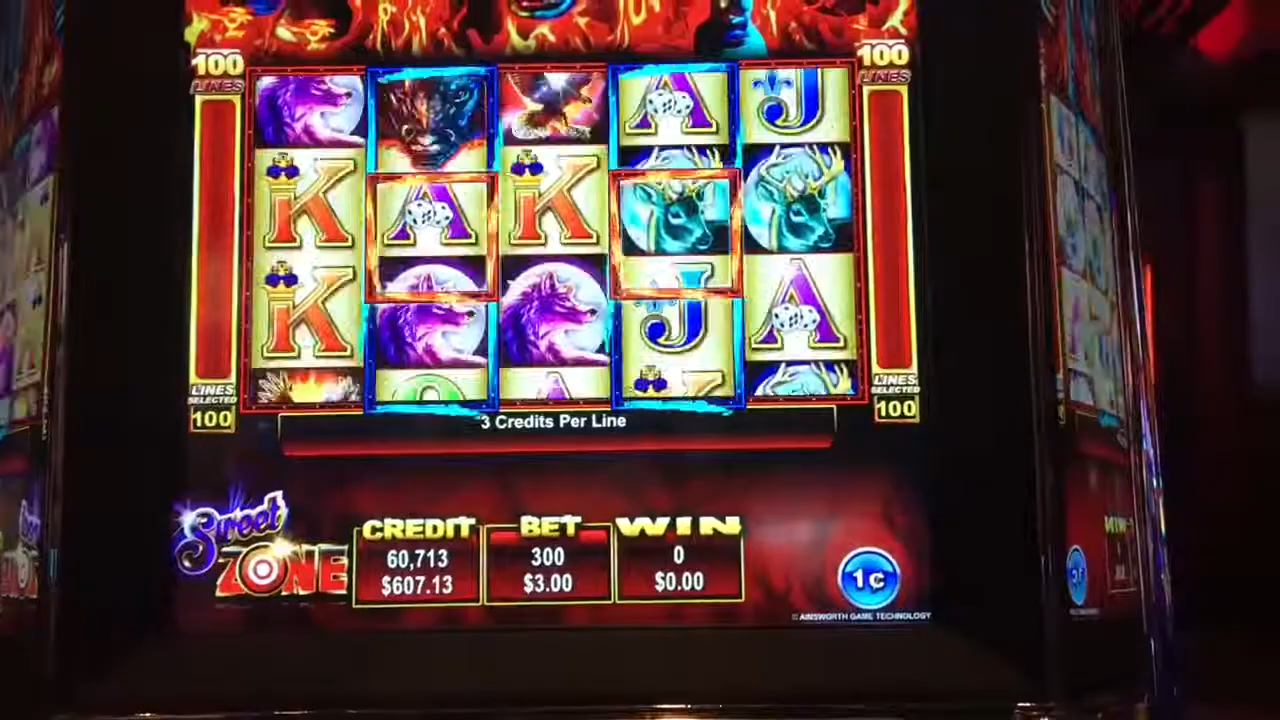 100
LINES
100
LINES
A
J
K
A
K
K
J
A
LINES
SELECTED
100
LINES
SELECTED
100
3 Credits Per Line
Sweet
ZONE
CREDIT
60,713
$607.13
BET
300
$3.00
WIN
0
$0.00
1¢
© AINSWORTH GAME TECHNOLOGY